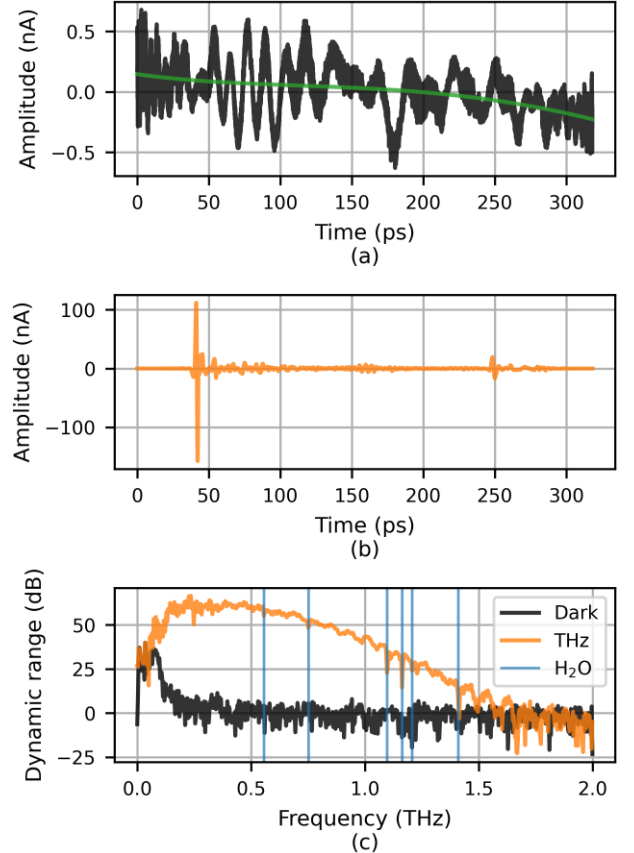 Amplitude (nA)
0.5
0.0
−0.5
0 50 100 150 200 250 300
Time (ps)
(a)
Amplitude (nA)
100
0
−100
0 50 100 150 200 250 300
Time (ps)
(b)
Dynamic range (dB)
50
25
0
−25
Dark
THz
H₂O
0.0 0.5 1.0 1.5 2.0
Frequency (THz)
(c)